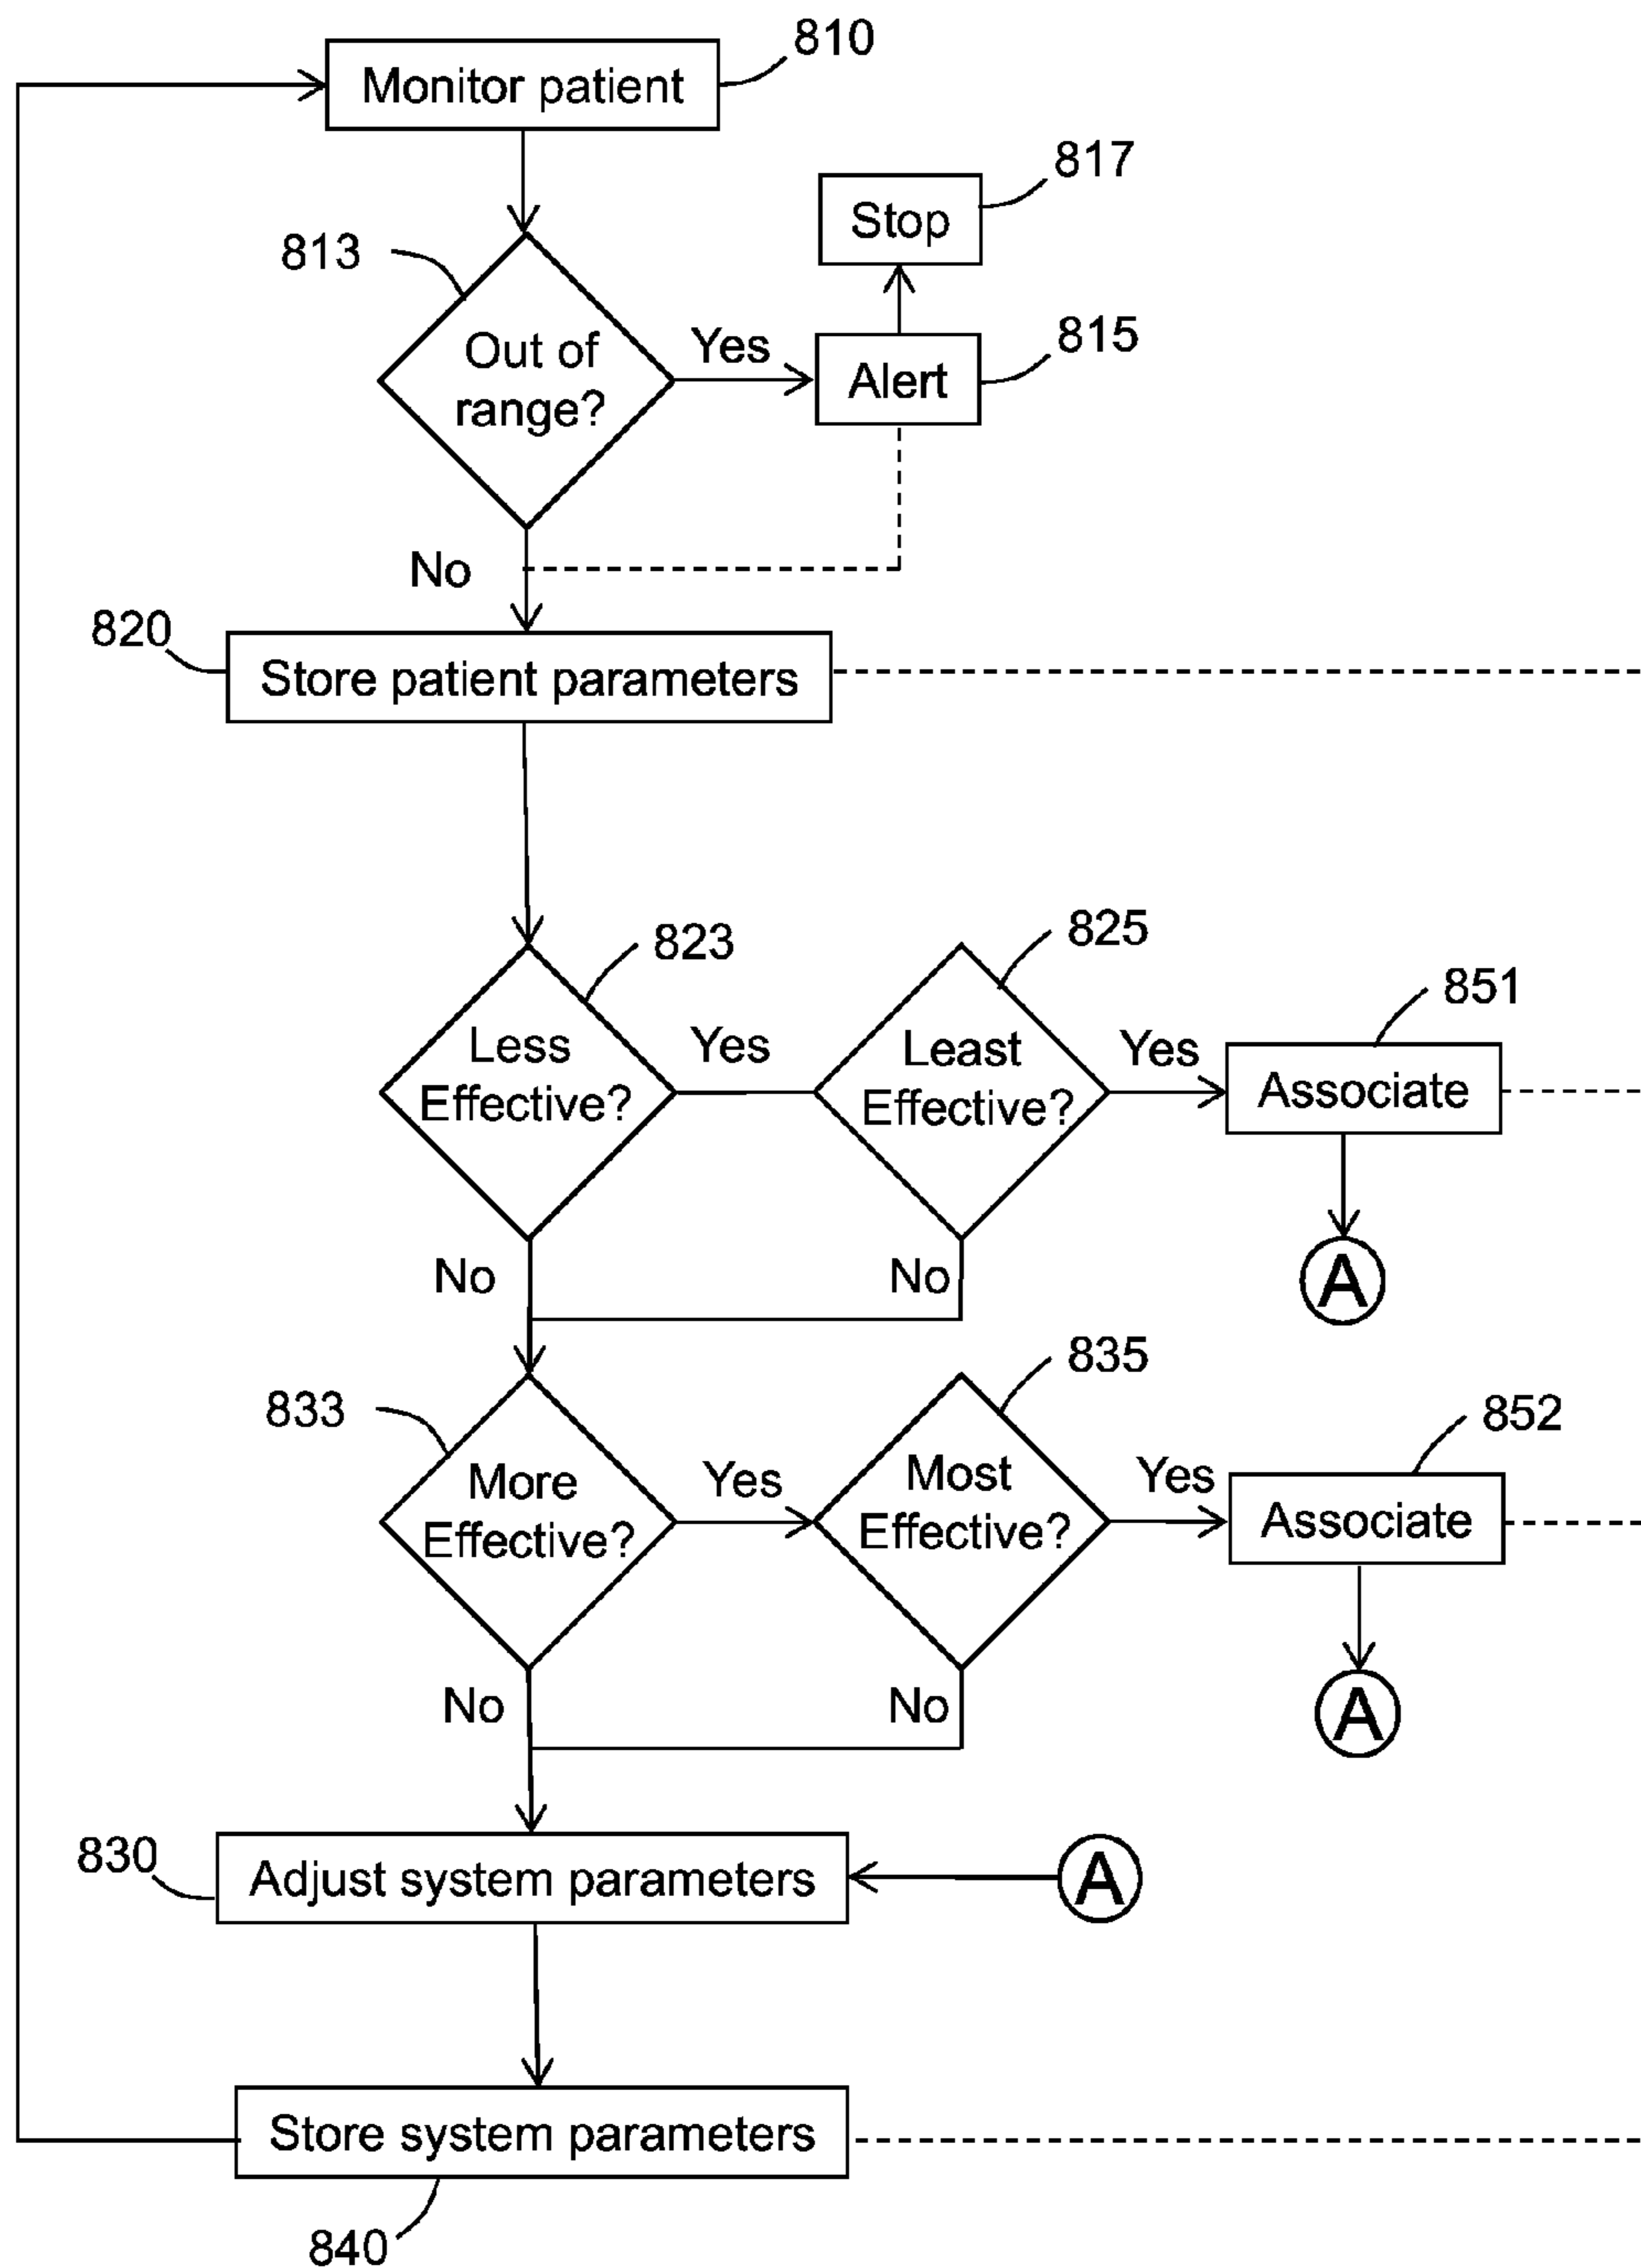 810
Monitor patient
817
Stop
813
815
Out of
range?
Yes
Alert
No
820
Store patient parameters
823
825
851
Less
Effective?
Yes
Least
Effective?
Yes
Associate
No
No
A
833
835
852
More
Effective?
Yes
Most
Effective?
Yes
Associate
No
No
A
830
Adjust system parameters
A
Store system parameters
840